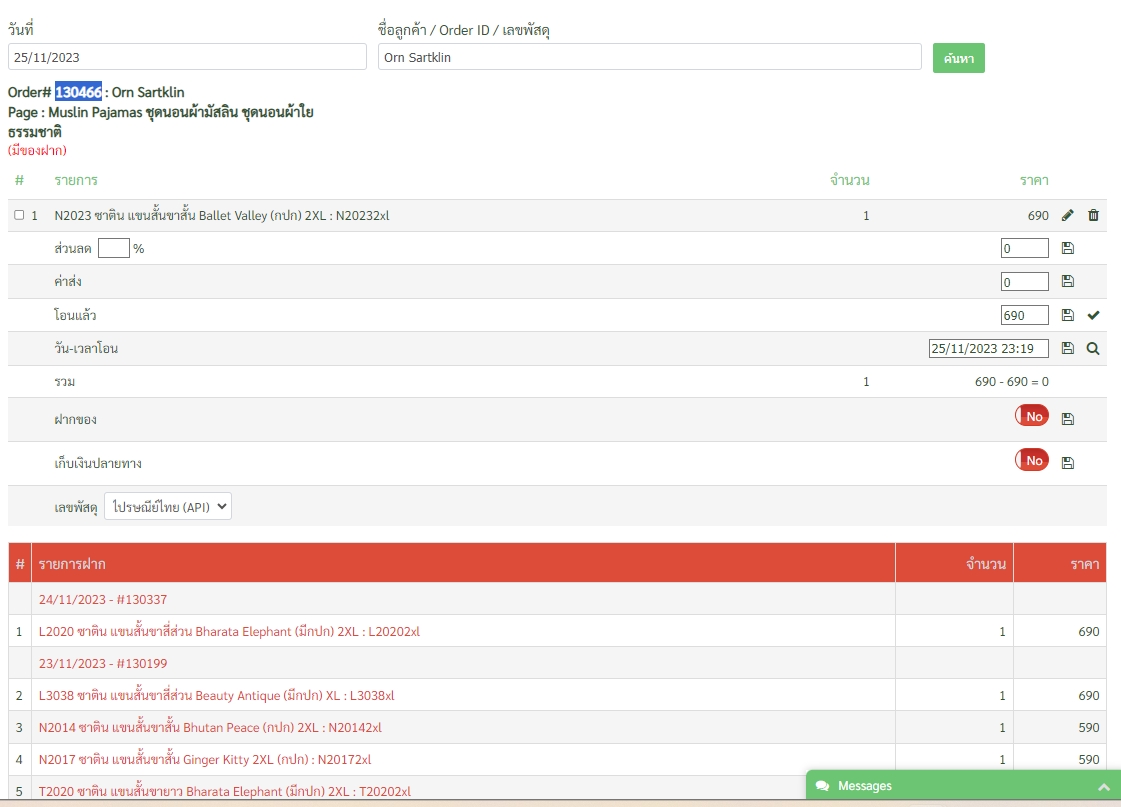 วันที่ ชื่อลูกค้า / Order ID / เลขพัสดุ
25/11/2023 Orn Sartklin ค้นหา
Order# 130466 : Orn Sartklin
Page : Muslin Pajamas ชุดนอนผ้ามัสลิน ชุดนอนผ้าใย
ธรรมชาติ
(มีของฝาก)
# รายการ จำนวน ราคา
1 N2023 ซาติน แขนสั้นขาสั้น Ballet Valley (กปก) 2XL : N20232xl 1 690
ส่วนลด % 0
ค่าส่ง 0
โอนแล้ว 690
วัน-เวลาโอน 25/11/2023 23:19
รวม 1 690 - 690 = 0
ฝากของ No
เก็บเงินปลายทาง No
เลขพัสดุ ไปรษณีย์ไทย (API)
# รายการฝาก จำนวน ราคา
24/11/2023 - #130337
1 L2020 ซาติน แขนสั้นขาสี่ส่วน Bharata Elephant (มีกปก) 2XL : L20202xl 1 690
23/11/2023 - #130199
2 L3038 ซาติน แขนสั้นขาสี่ส่วน Beauty Antique (มีกปก) XL : L3038xl 1 690
3 N2014 ซาติน แขนสั้นขาสั้น Bhutan Peace (กปก) 2XL : N20142xl 1 590
4 N2017 ซาติน แขนสั้นขาสั้น Ginger Kitty 2XL (กปก) : N20172xl 1 590
5 T2020 ซาติน แขนสั้นขายาว Bharata Elephant (มีกปก) 2XL : T20202xl
Messages